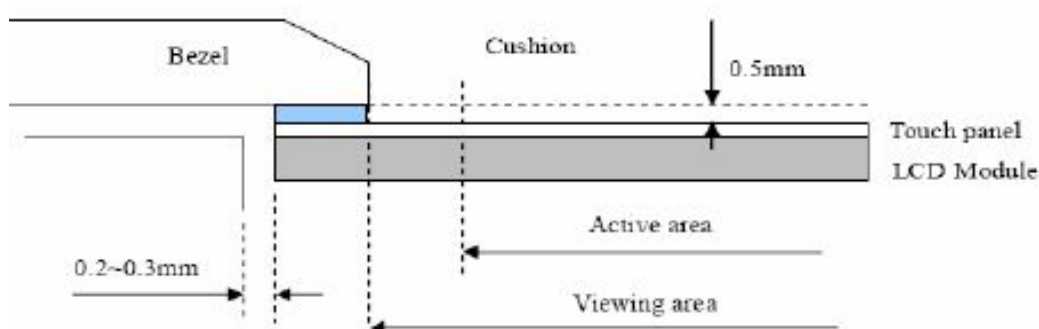 Cushion
Bezel
0.5mm
Touch panel
LCD Module
Active area
0.2~0.3mm
Viewing area